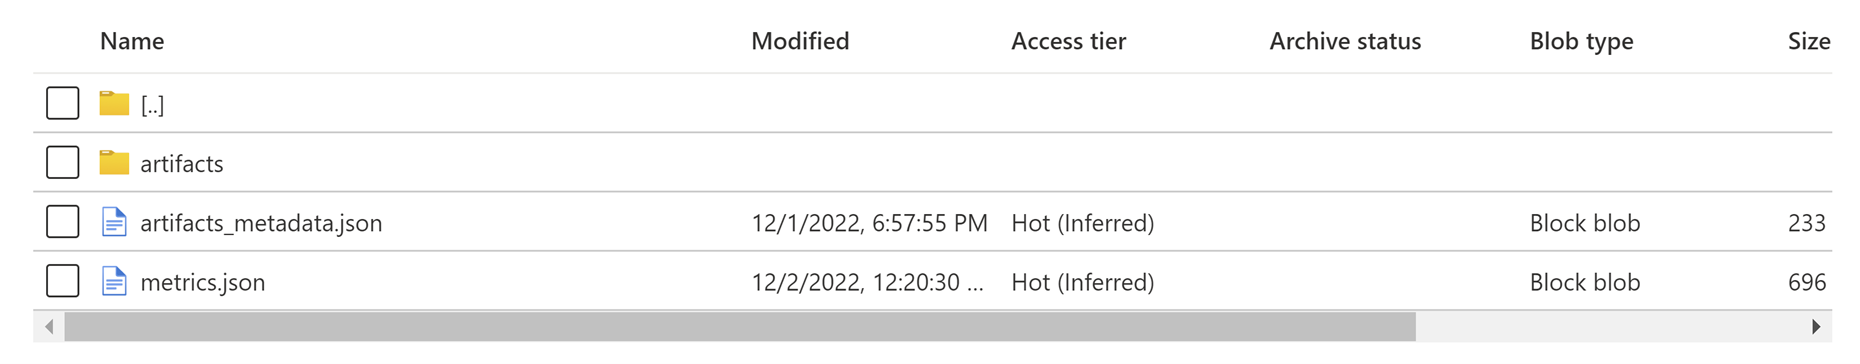 Name Modified Access tier Archive status Blob type Size
[..]
artifacts
artifacts_metadata.json 12/1/2022, 6:57:55 PM Hot (Inferred) Block blob 233
metrics.json 12/2/2022, 12:20:30 ... Hot (Inferred) Block blob 696